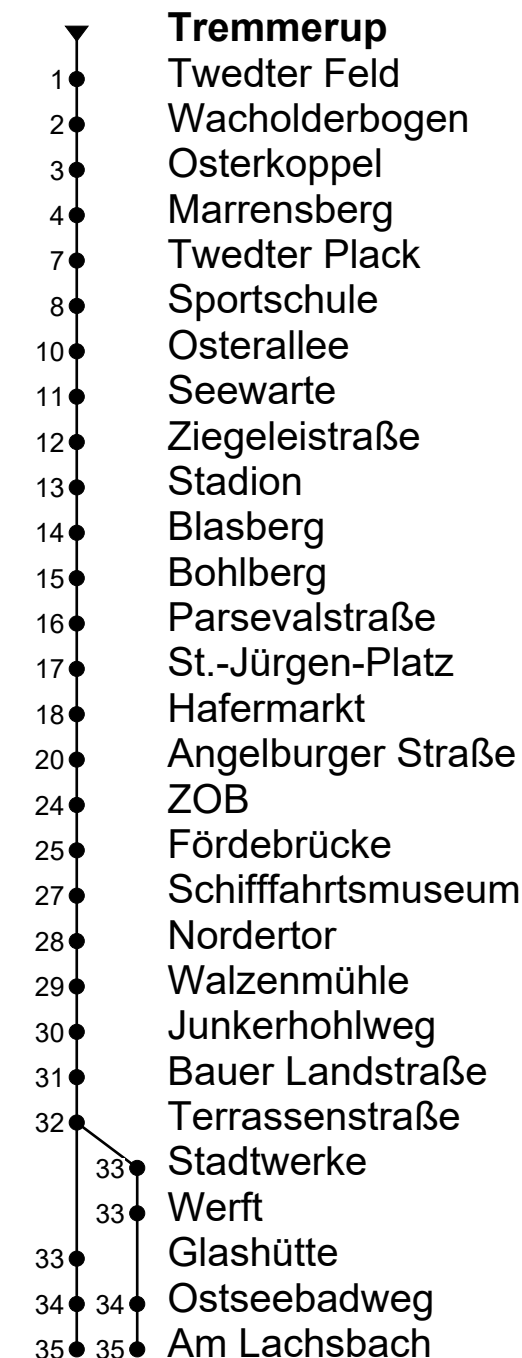 Tremmerup
1 Twedter Feld
2 Wacholderbogen
3 Osterkoppel
4 Marrensberg
7 Twedter Plack
8 Sportschule
10 Osterallee
11 Seewarte
12 Ziegeleistraße
13 Stadion
14 Blasberg
15 Bohlberg
16 Parsevalstraße
17 St.-Jürgen-Platz
18 Hafermarkt
20 Angelburger Straße
24 ZOB
25 Fördebrücke
27 Schifffahrtsmuseum
28 Nordertor
29 Walzenmühle
30 Junkerhohlweg
31 Bauer Landstraße
32 Terrassenstraße
33 Stadtwerke
33 Werft
33 Glashütte
34 34 Ostseebadweg
35 35 Am Lachsbach